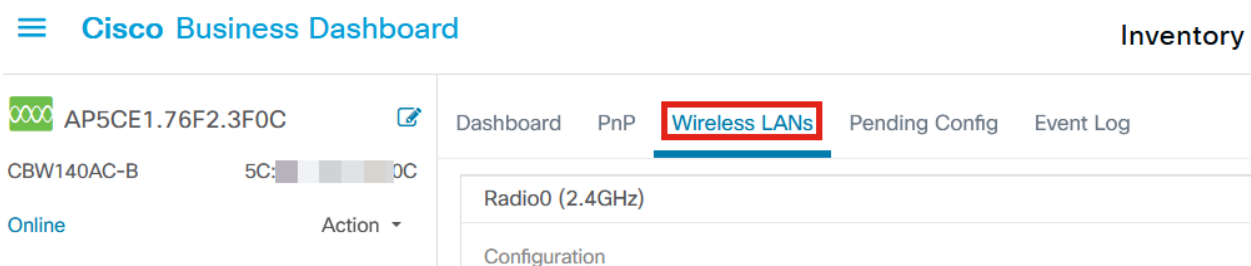 Cisco Business Dashboard
Inventory
AP5CE1.76F2.3F0C
CBW140AC-B 5C: 0C
Online Action
Dashboard PnP Wireless LANs Pending Config Event Log
Radio0 (2.4GHz)
Configuration